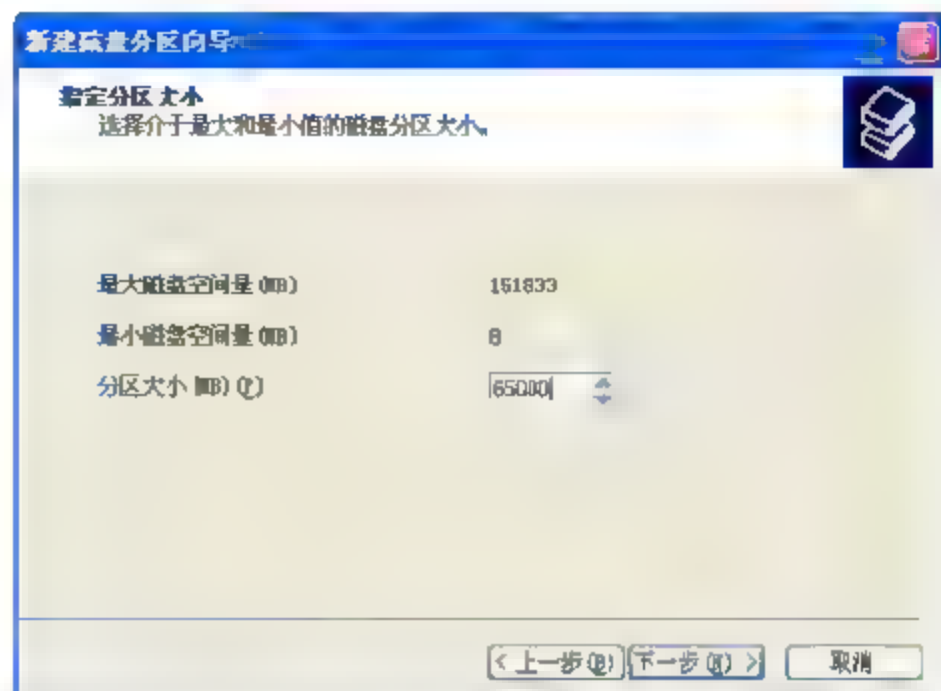 新建磁盘分区向导
指定分区大小
选择介于最大和最小值的磁盘分区大小。
最大磁盘空间量(MB) 151833
最小磁盘空间量(MB) 8
分区大小(MB)(P) 65000
<上一步(B) 下一步(N)> 取消